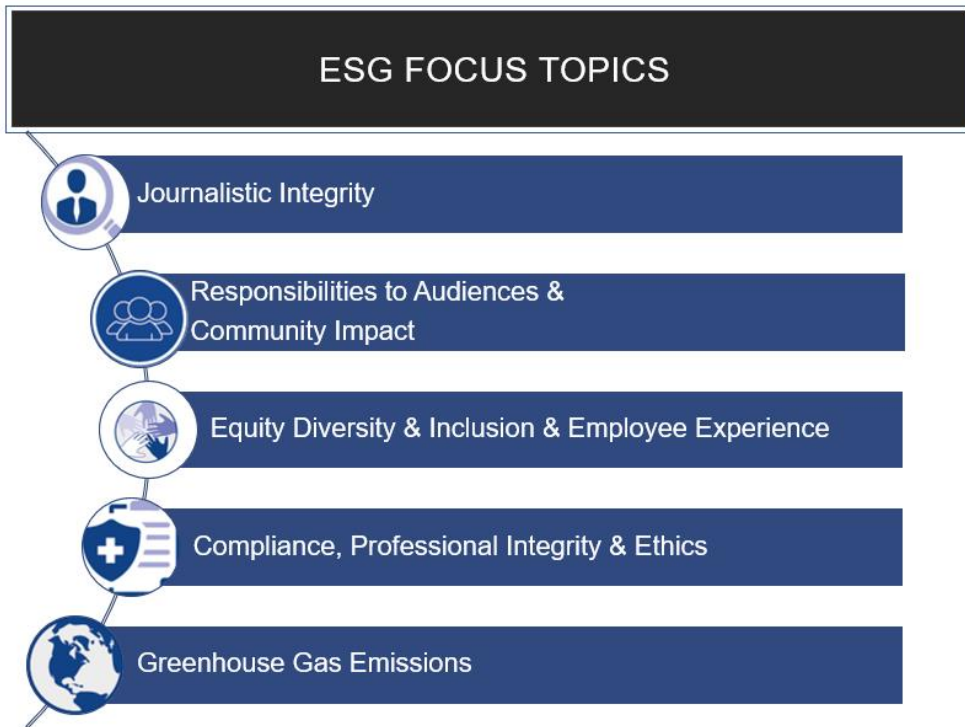 ESG FOCUS TOPICS
Journalistic Integrity
Responsibilities to Audiences &
Community Impact
Equity Diversity & Inclusion & Employee Experience
Compliance, Professional Integrity & Ethics
Greenhouse Gas Emissions